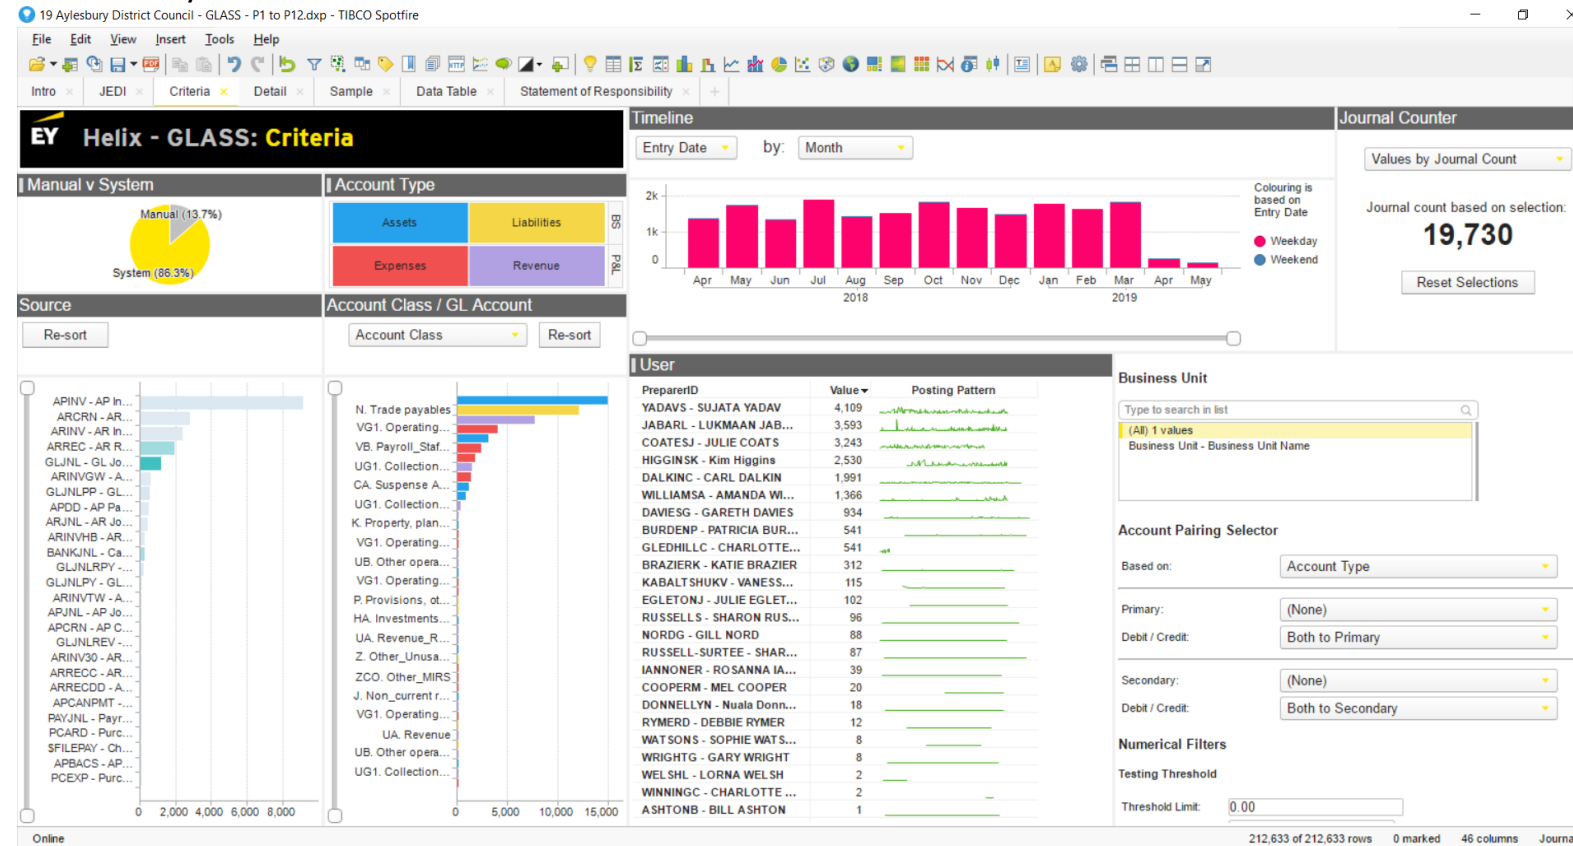 19 Aylesbury District Council - GLASS - P1 to P12.dxp - TIBCO Spotfire
File Edit View Insert Tools Help
Intro JEDI Criteria Detail Sample Data Table Statement of Responsibility
EY Helix - GLASS: Criteria
Manual v System
Manual (13.7%)
System (86.3%)
Account Type
Assets Liabilities BS
Expenses Revenue P&L
Source
Re-sort
Account Class / GL Account
Account Class Re-sort
APINV - AP In...
ARCRN - AR...
ARINV - AR In...
ARREC - AR R...
GLJNL - GL Jo...
ARINVGW - A...
GLJNLPP - GL...
APDD - AP Pa...
ARJNL - AR Jo...
ARINVHB - AR...
BANKJNL - Ca...
GLJNLRPY -...
GLJNLPY - GL...
ARINVTW - A...
APJNL - AP Jo...
APCRN - AP C...
GLJNLREV -...
ARINV30 - AR...
ARRECC - AR...
ARRECDD - A...
APCANPMT -...
PAYJNL - Payr...
PCARD - Purc...
$FILEPAY - Ch...
APBACS - AP...
PCEXP - Purc...
0 2,000 4,000 6,000 8,000
N. Trade payables
VG1. Operating...
VB. Payroll_Staf...
UG1. Collection...
CA. Suspense A...
UG1. Collection...
K. Property, plan...
VG1. Operating...
UB. Other opera...
VG1. Operating...
P. Provisions, ot...
HA. Investments...
UA. Revenue_R...
Z. Other_Unusa...
ZCO. Other_MIRS
J. Non_current r...
VG1. Operating...
UA. Revenue
UB. Other opera...
UG1. Collection...
0 5,000 10,000 15,000
Timeline
Entry Date by: Month
2k
1k
0
Apr May Jun Jul Aug Sep Oct Nov Dec Jan Feb Mar Apr May
2018 2019
Colouring is
based on
Entry Date
Weekday
Weekend
Journal Counter
Values by Journal Count
Journal count based on selection:
19,730
Reset Selections
User
PreparerID Value Posting Pattern
YADAVS - SUJATA YADAV 4,109
JABARL - LUKMAAN JAB... 3,593
COATESJ - JULIE COATS 3,243
HIGGINSK - Kim Higgins 2,530
DALKINC - CARL DALKIN 1,991
WILLIAMSA - AMANDA WI... 1,366
DAVIESG - GARETH DAVIES 934
BURDENP - PATRICIA BUR... 541
GLEDHILLC - CHARLOTTE... 541
BRAZIERK - KATIE BRAZIER 312
KABALTSHUKV - VANESS... 115
EGLETONJ - JULIE EGLET... 102
RUSSELLS - SHARON RUS... 96
NORDG - GILL NORD 88
RUSSELL-SURTEE - SHAR... 87
IANNONER - ROSANNA IA... 39
COOPERM - MEL COOPER 20
DONNELLYN - Nuala Donn... 18
RYMERD - DEBBIE RYMER 12
WATSONS - SOPHIE WATS... 8
WRIGHTG - GARY WRIGHT 8
WELSHL - LORNA WELSH 2
WINNINGC - CHARLOTTE ... 2
ASHTONB - BILL ASHTON 1
Business Unit
Type to search in list
(All) 1 values
Business Unit - Business Unit Name
Account Pairing Selector
Based on: Account Type
Primary: (None)
Debit / Credit: Both to Primary
Secondary: (None)
Debit / Credit: Both to Secondary
Numerical Filters
Testing Threshold
Threshold Limit: 0.00
Online 212,633 of 212,633 rows 0 marked 46 columns Journa